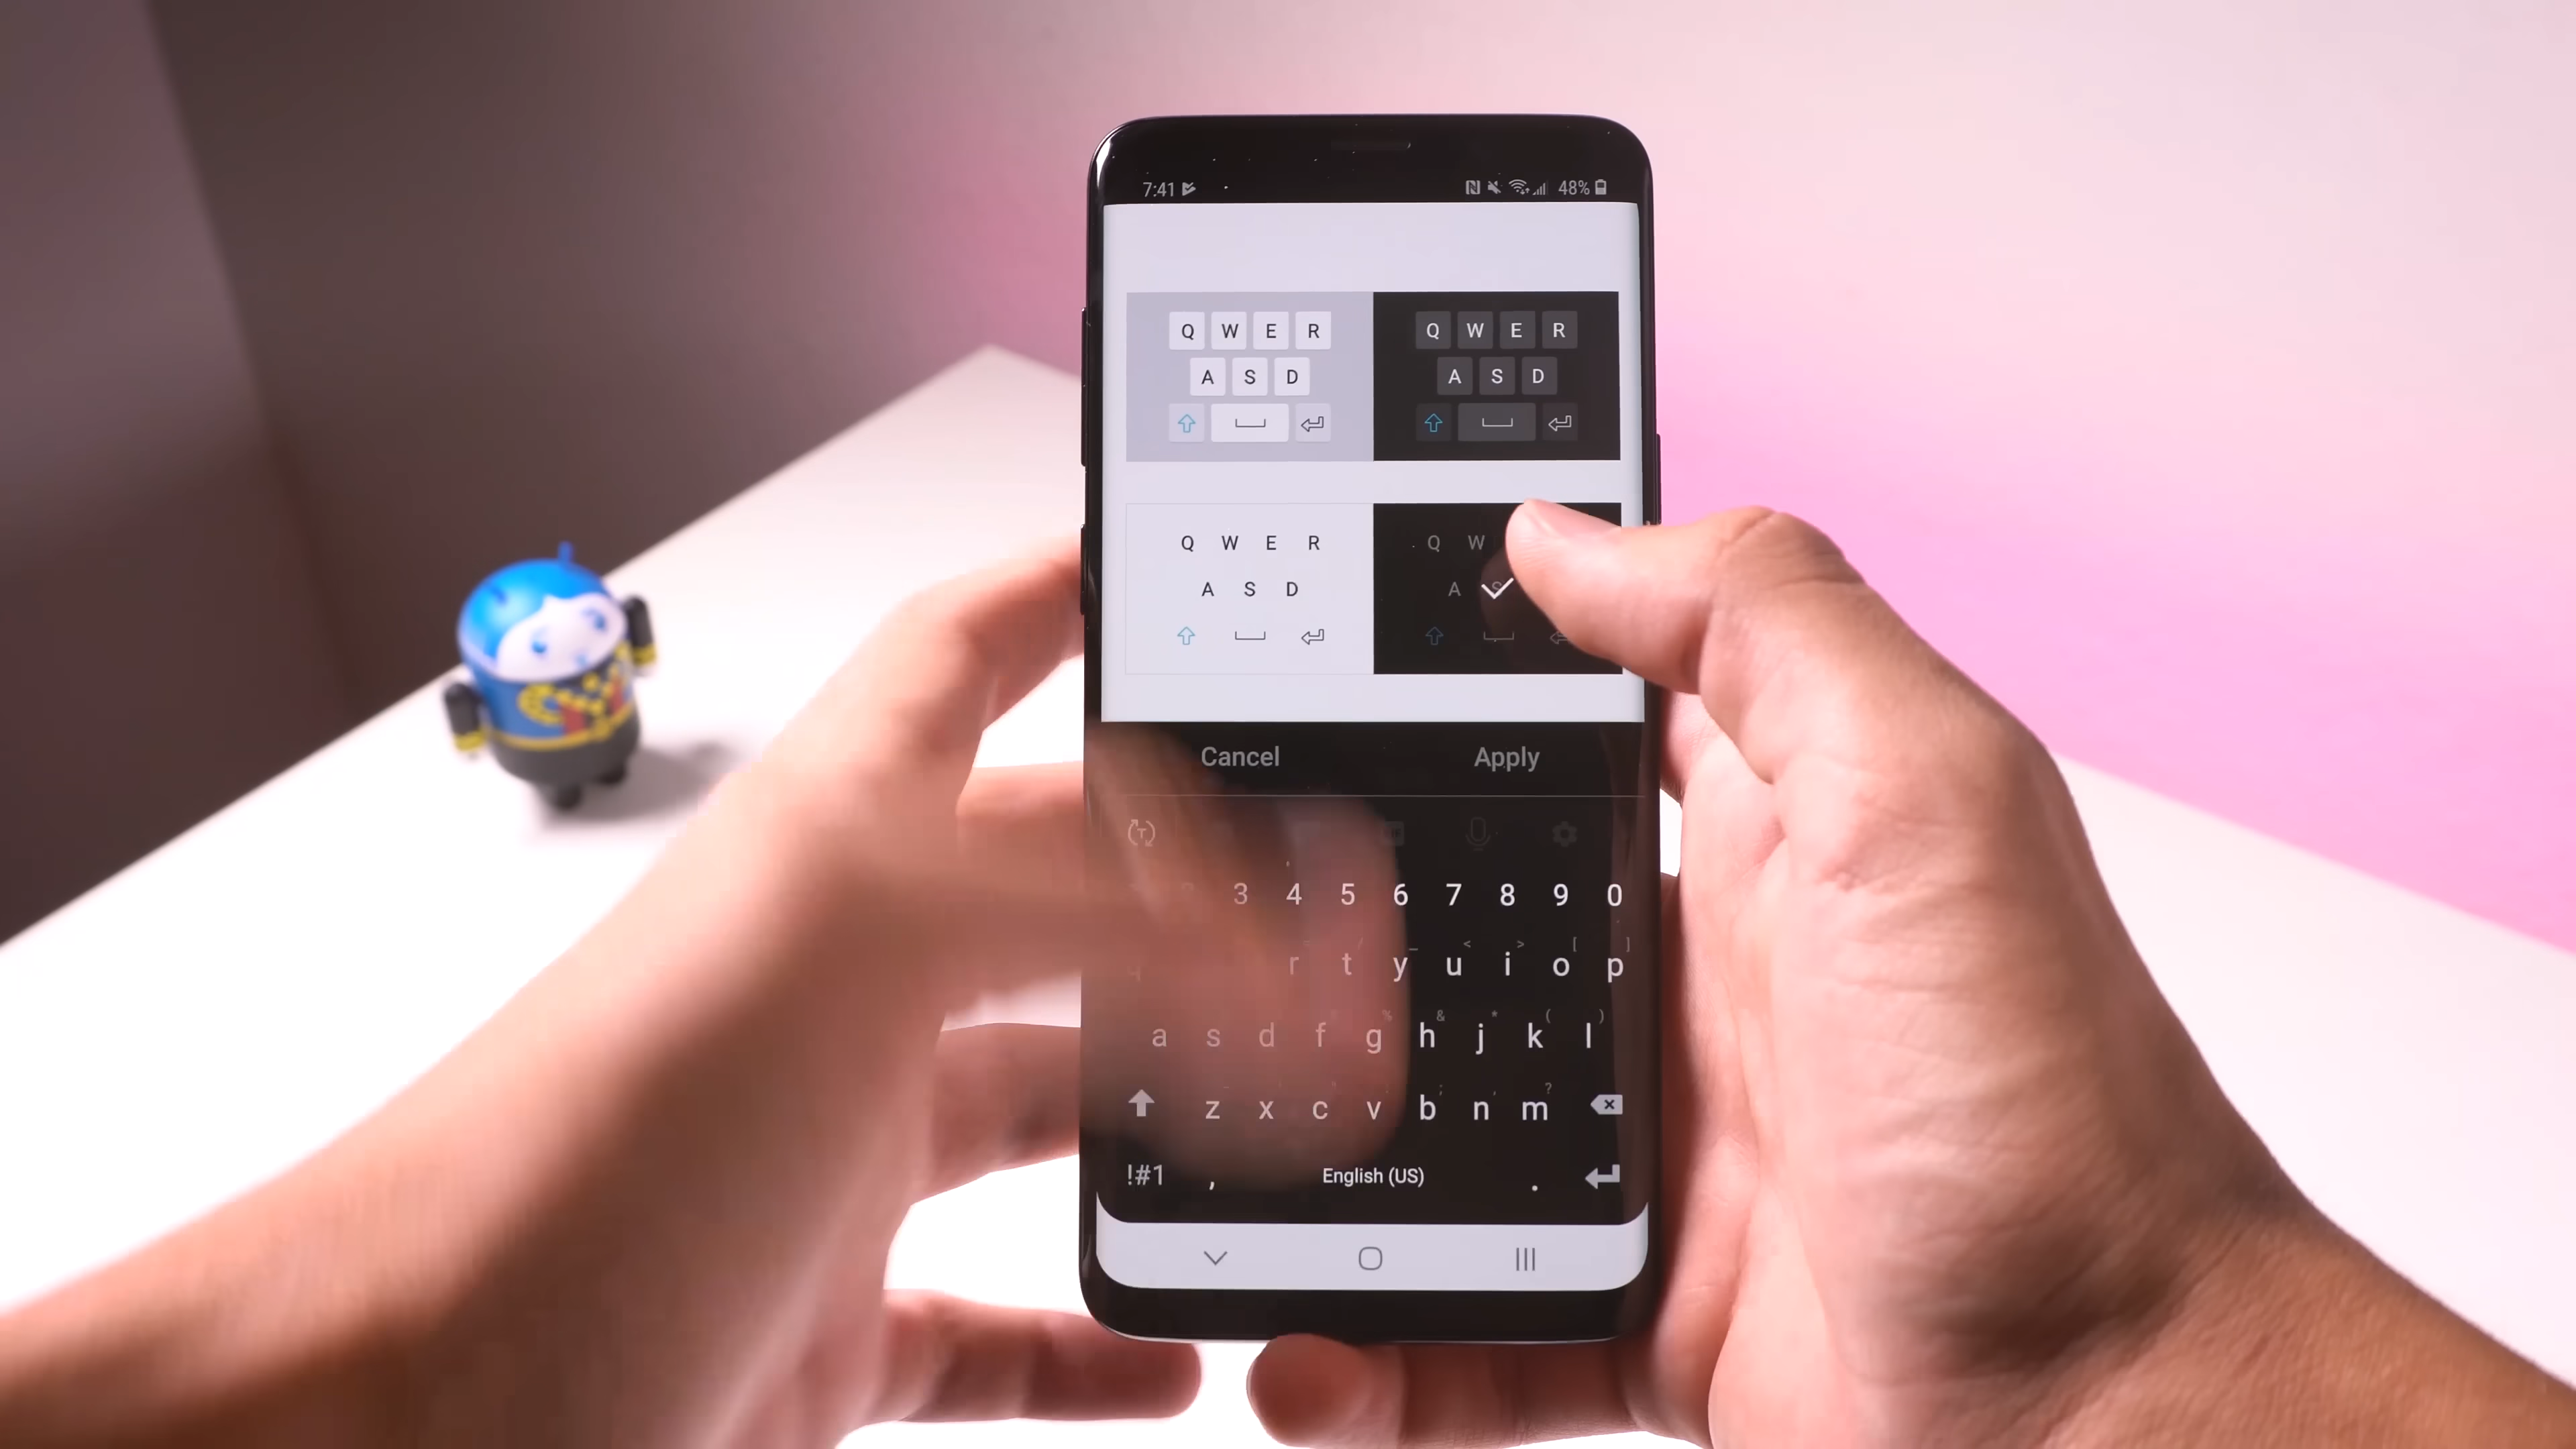 7:41 48%
Q W E R
A S D
Q W E R
A S D
Q W E R
A S D
Q W
A S
Cancel Apply
T
3 4 5 6 7 8 9 0
< > [ ]
r t y u i o p
& * ( )
a s d f g h j k l
; ?
z x c v b n m
!#1 , English (US) .